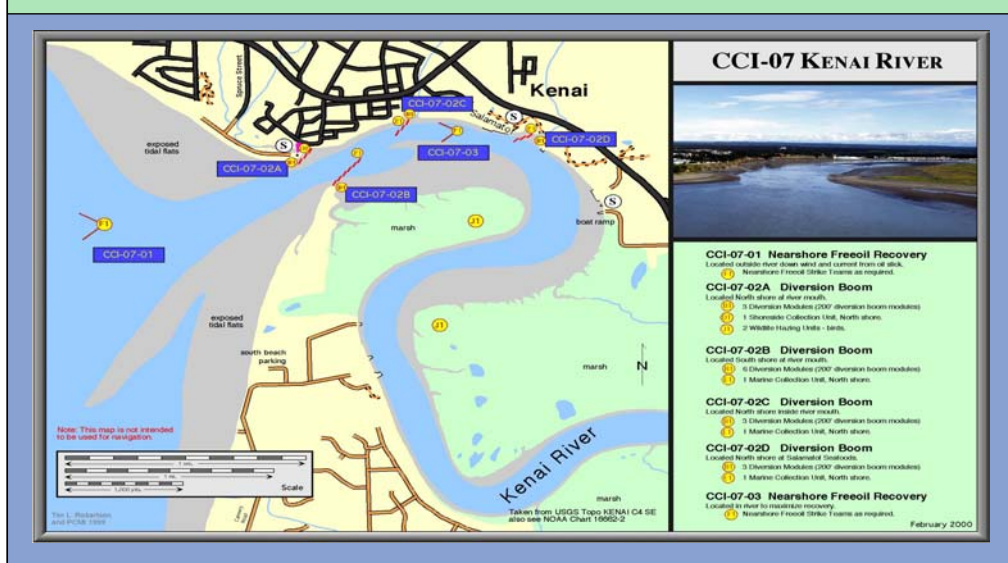 CCI-07 KENAI RIVER
Spruce Street
Kenai
CCI-07-02C
Salamatof
S
S
exposed
tidal flats
CCI-07-02A
CCI-07-03
CCI-07-02D
CCI-07-02B
S
F1
J1
marsh
boat ramp
CCI-07-01
exposed
tidal flats
J1
south beach
parking
marsh
N
Note: This map is not intended
to be used for navigation.
Scale
Kenai River
marsh
Tim L. Robertson
and PCMI 1999
Taken from USGS Topo KENAI C4 SE
also see NOAA Chart 16662-2
CCI-07-01 Nearshore Freeoil Recovery
Located outside river down wind and current from oil slick.
Nearshore Freeoil Strike Teams as required.
CCI-07-02A Diversion Boom
Located North shore at river mouth.
3 Diversion Modules (200' diversion boom modules)
1 Shoreside Collection Unit, North shore.
2 Wildlife Hazing Units - birds.
CCI-07-02B Diversion Boom
Located South shore at river mouth.
6 Diversion Modules (200' diversion boom modules)
1 Marine Collection Unit, North shore.
CCI-07-02C Diversion Boom
Located North shore inside river mouth.
3 Diversion Modules (200' diversion boom modules)
1 Marine Collection Unit, North shore.
CCI-07-02D Diversion Boom
Located North shore at Salamatof Seafoods.
3 Diversion Modules (200' diversion boom modules)
1 Marine Collection Unit, North shore.
CCI-07-03 Nearshore Freeoil Recovery
Located in river to maximize recovery.
Nearshore Freeoil Strike Teams as required.
February 2000